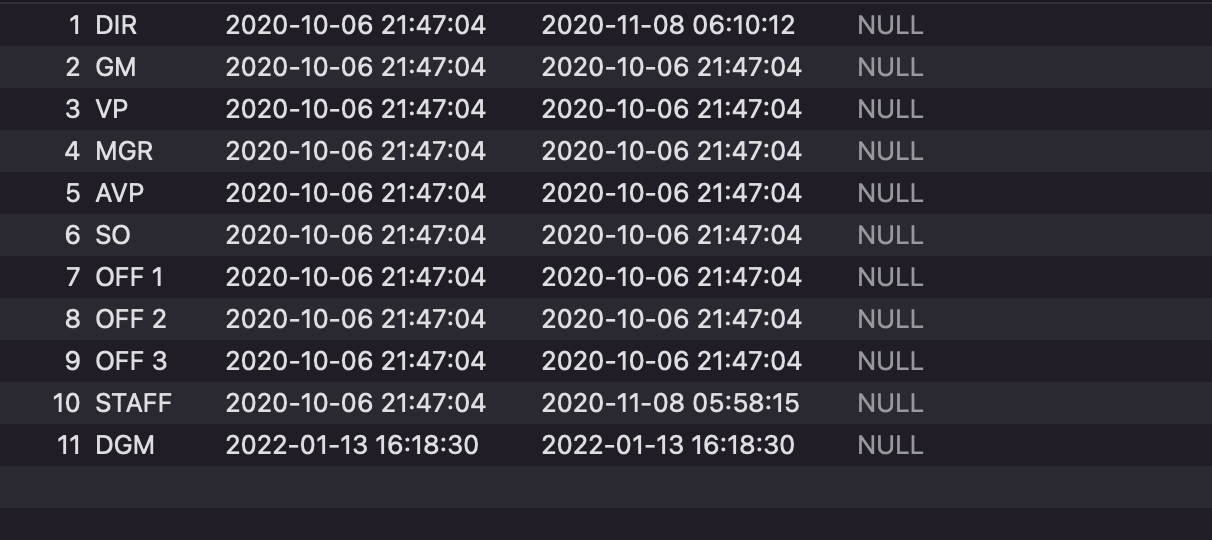 1 DIR 2020-10-06 21:47:04 2020-11-08 06:10:12 NULL
2 GM 2020-10-06 21:47:04 2020-10-06 21:47:04 NULL
3 VP 2020-10-06 21:47:04 2020-10-06 21:47:04 NULL
4 MGR 2020-10-06 21:47:04 2020-10-06 21:47:04 NULL
5 AVP 2020-10-06 21:47:04 2020-10-06 21:47:04 NULL
6 SO 2020-10-06 21:47:04 2020-10-06 21:47:04 NULL
7 OFF 1 2020-10-06 21:47:04 2020-10-06 21:47:04 NULL
8 OFF 2 2020-10-06 21:47:04 2020-10-06 21:47:04 NULL
9 OFF 3 2020-10-06 21:47:04 2020-10-06 21:47:04 NULL
10 STAFF 2020-10-06 21:47:04 2020-11-08 05:58:15 NULL
11 DGM 2022-01-13 16:18:30 2022-01-13 16:18:30 NULL